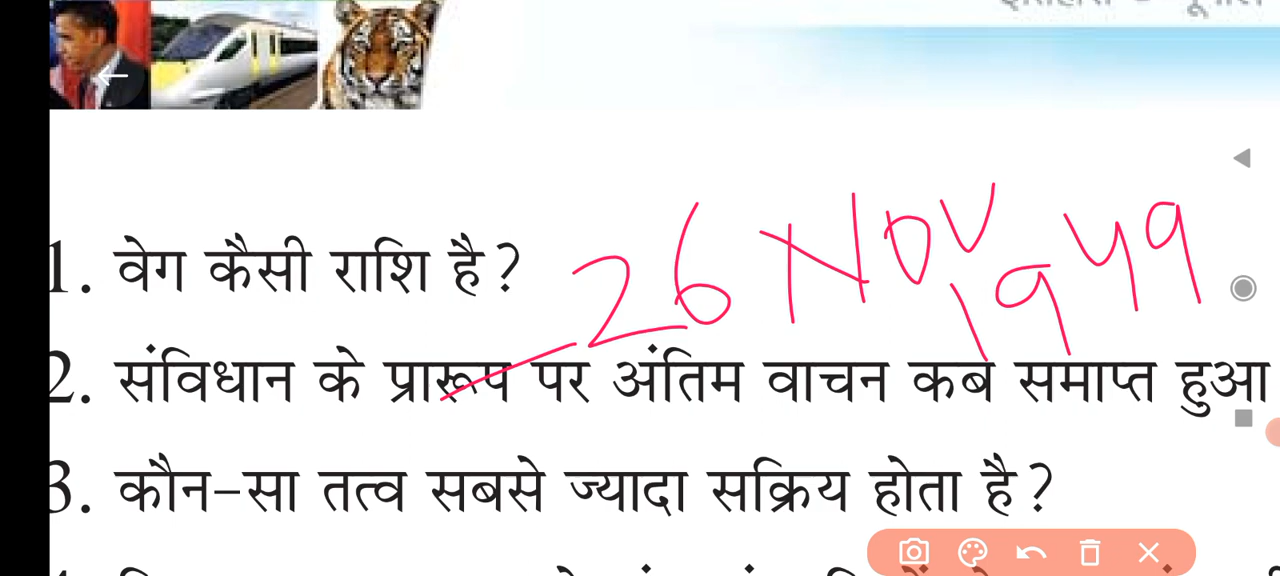 1. वेग कैसी राशि है?
26 Nov 1949
2. संविधान के प्रारूप पर अंतिम वाचन कब समाप्त हुआ
3. कौन-सा तत्व सबसे ज्यादा सक्रिय होता है?